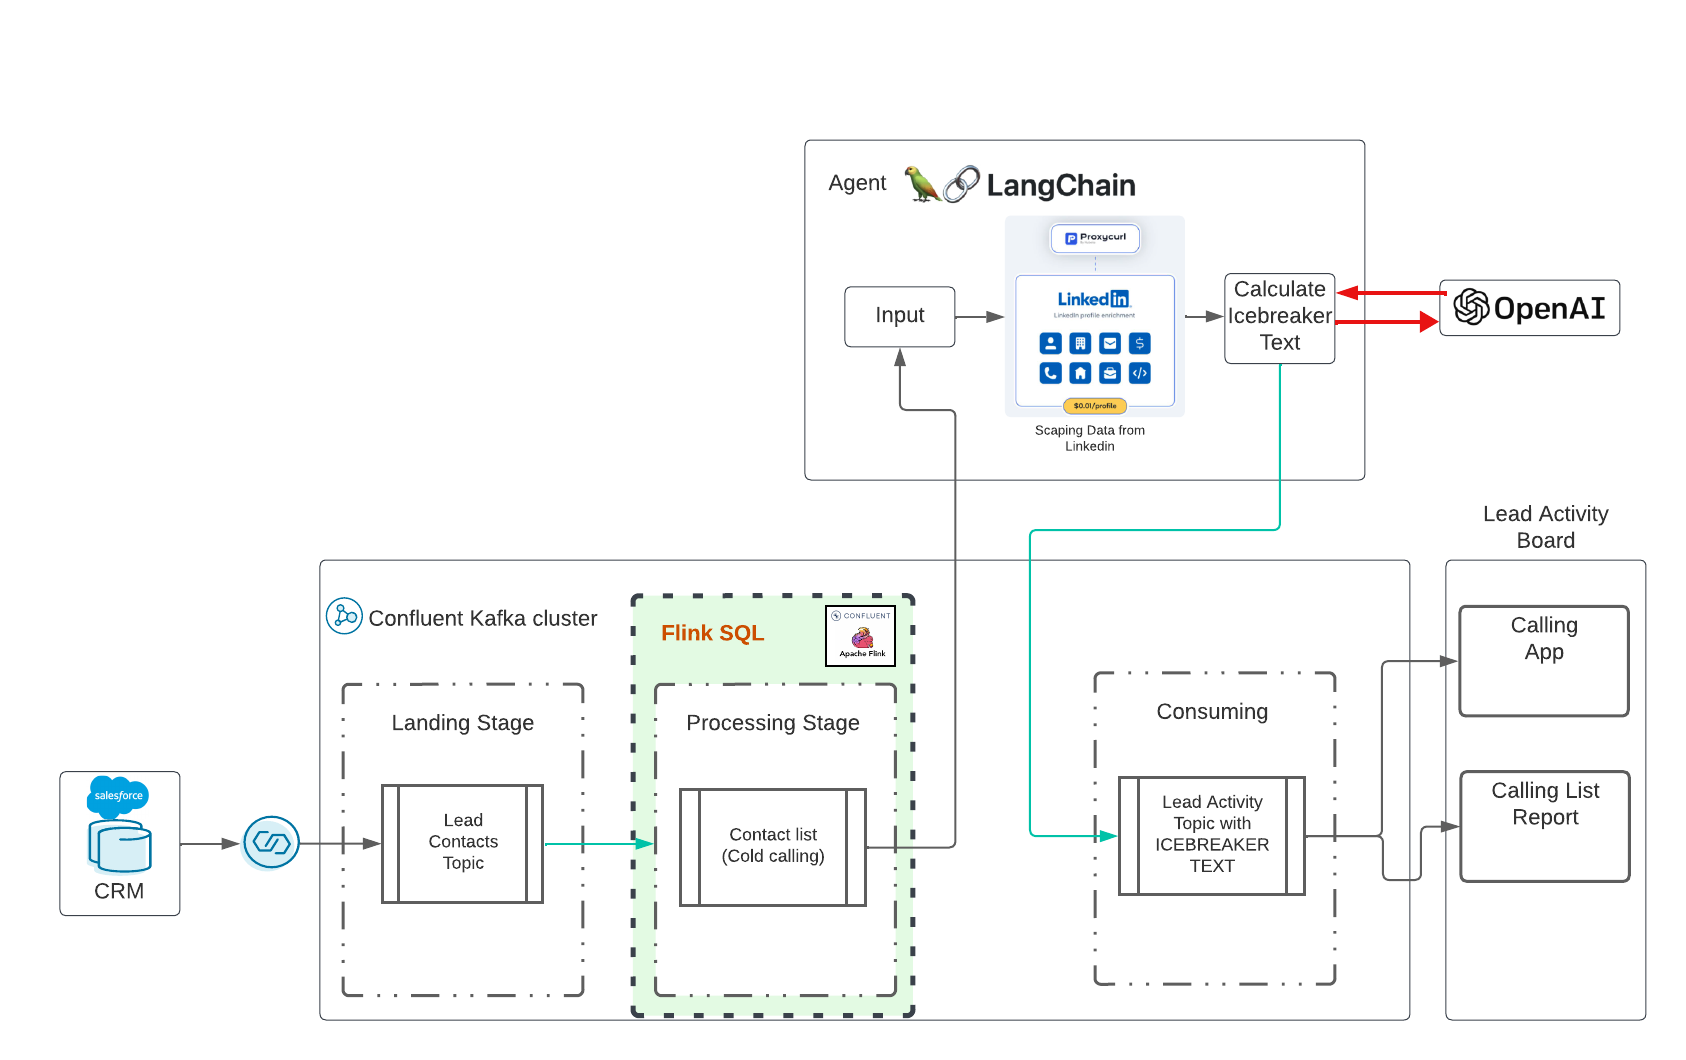 Agent
LangChain
Proxycurl
Linkedin
LinkedIn profile enrichment
$0.01/profile
Scaping Data from
Linkedin
Input
Calculate
Icebreaker
Text
OpenAI
Lead Activity
Board
Confluent Kafka cluster
Flink SQL
CONFLUENT
Apache Flink
Landing Stage
Processing Stage
Consuming
Calling
App
Calling List
Report
salesforce
CRM
Lead
Contacts
Topic
Contact list
(Cold calling)
Lead Activity
Topic with
ICEBREAKER
TEXT